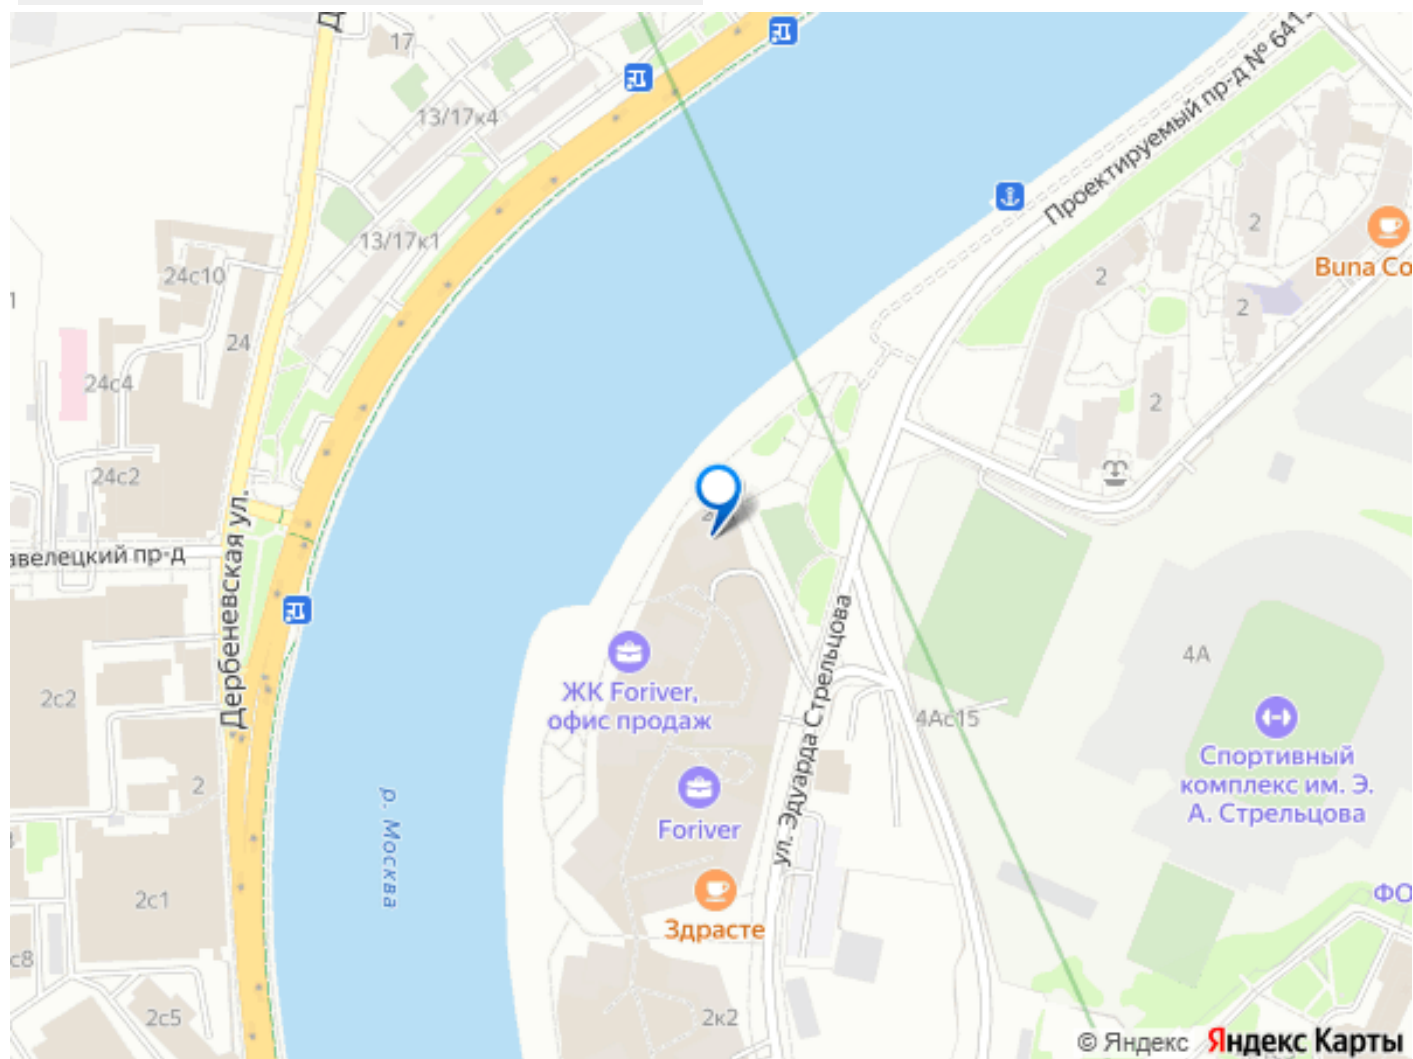 17
13/17к4
Проектируемый пр-д № 641
13/17к1
24с10
24
24с4
24с2
2
2
2
2
Buna Co
авелецкий пр-д
Дербеневская ул.
ул. Эдуарда Стрельцова
ЖК Foriver,
офис продаж
Foriver
Здрасте
р. Москва
4А
4Ас15
Спортивный
комплекс им. Э.
А. Стрельцова
ФО
2с2
2
2с1
с8
2с5
2к2
© Яндекс Яндекс Карты